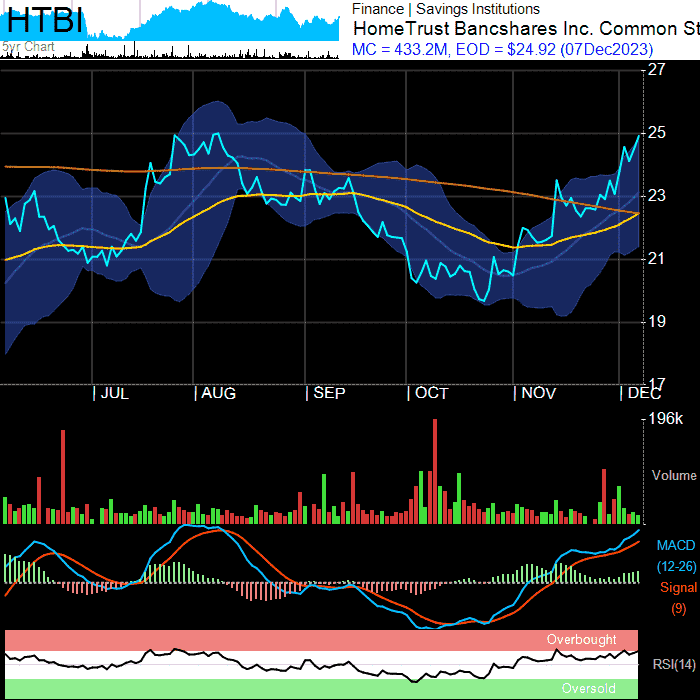 HTBI
5yr Chart
Finance | Savings Institutions
HomeTrust Bancshares Inc. Common St
MC = 433.2M, EOD = $24.92 (07Dec2023)
27
25
23
21
19
17
JUL
AUG
SEP
OCT
NOV
DEC
196k
Volume
MACD
(12-26)
Signal
(9)
Overbought
RSI(14)
Oversold